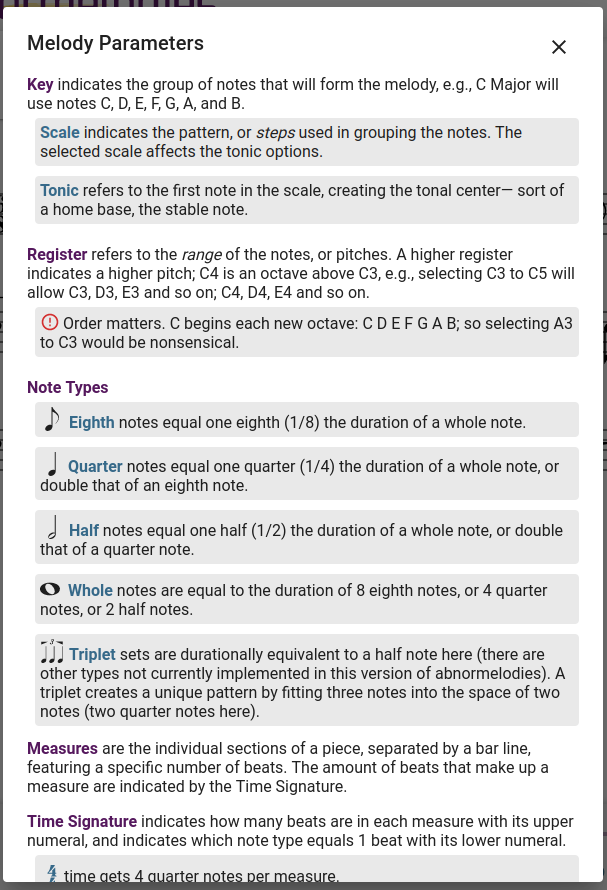 Melody Parameters
Key indicates the group of notes that will form the melody, e.g., C Major will
use notes C, D, E, F, G, A, and B.
Scale indicates the pattern, or steps used in grouping the notes. The
selected scale affects the tonic options.
Tonic refers to the first note in the scale, creating the tonal center— sort of
a home base, the stable note.
Register refers to the range of the notes, or pitches. A higher register
indicates a higher pitch; C4 is an octave above C3, e.g., selecting C3 to C5 will
allow C3, D3, E3 and so on; C4, D4, E4 and so on.
Order matters. C begins each new octave: C D E F G A B; so selecting A3
to C3 would be nonsensical.
Note Types
Eighth notes equal one eighth (1/8) the duration of a whole note.
Quarter notes equal one quarter (1/4) the duration of a whole note, or
double that of an eighth note.
Half notes equal one half (1/2) the duration of a whole note, or double
that of a quarter note.
Whole notes are equal to the duration of 8 eighth notes, or 4 quarter
notes, or 2 half notes.
3 Triplet sets are durationally equivalent to a half note here (there are
other types not currently implemented in this version of abnormelodies). A
triplet creates a unique pattern by fitting three notes into the space of two
notes (two quarter notes here).
Measures are the individual sections of a piece, separated by a bar line,
featuring a specific number of beats. The amount of beats that make up a
measure are indicated by the Time Signature.
Time Signature indicates how many beats are in each measure with its upper
numeral, and indicates which note type equals 1 beat with its lower numeral.
time gets 4 quarter notes per measure.